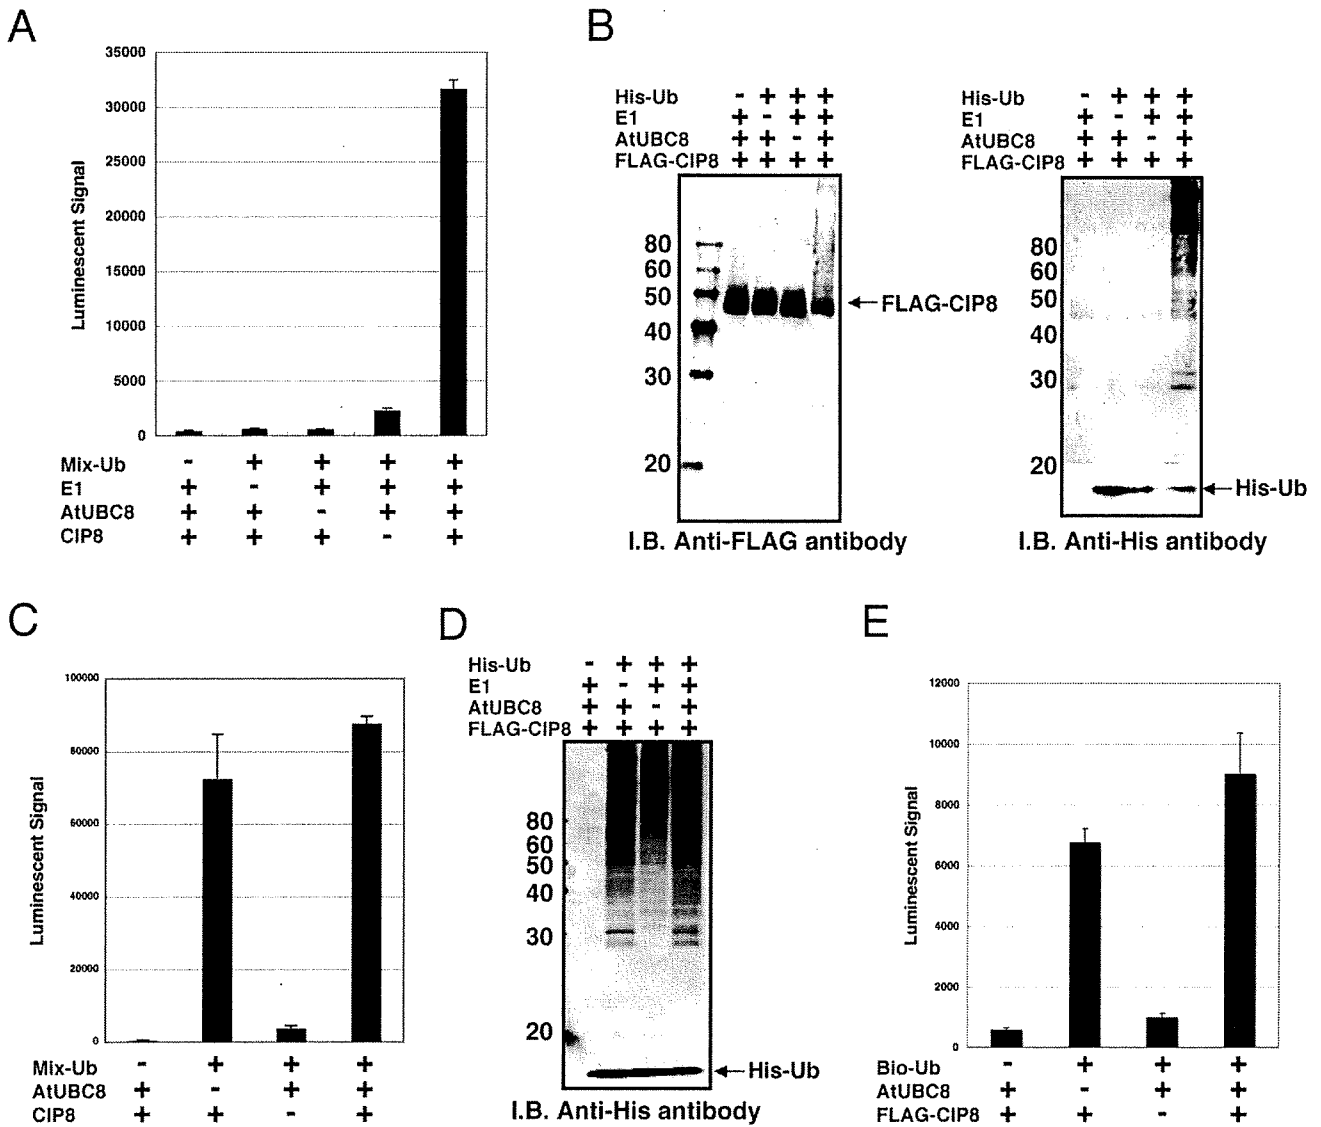 A
35000
30000
25000
20000
15000
10000
5000
0
Luminescent Signal
Mix-Ub - + + + +
E1 + - + + +
AtUBC8 + + - + +
CIP8 + + + - +
B
His-Ub - + + +
E1 + - + +
AtUBC8 + + - +
FLAG-CIP8 + + + +
80
60
50
40
30
20
FLAG-CIP8
I.B. Anti-FLAG antibody
His-Ub - + + +
E1 + - + +
AtUBC8 + + - +
FLAG-CIP8 + + + +
80
60
50
40
30
20
His-Ub
I.B. Anti-His antibody
C
100000
80000
60000
40000
20000
0
Luminescent Signal
Mix-Ub - + + +
AtUBC8 + - + +
CIP8 + + - +
D
His-Ub - + + +
E1 + - + +
AtUBC8 + + - +
FLAG-CIP8 + + + +
80
60
50
40
30
20
His-Ub
I.B. Anti-His antibody
E
12000
10000
8000
6000
4000
2000
0
Luminescent Signal
Bio-Ub - + + +
AtUBC8 + - + +
FLAG-CIP8 + + - +